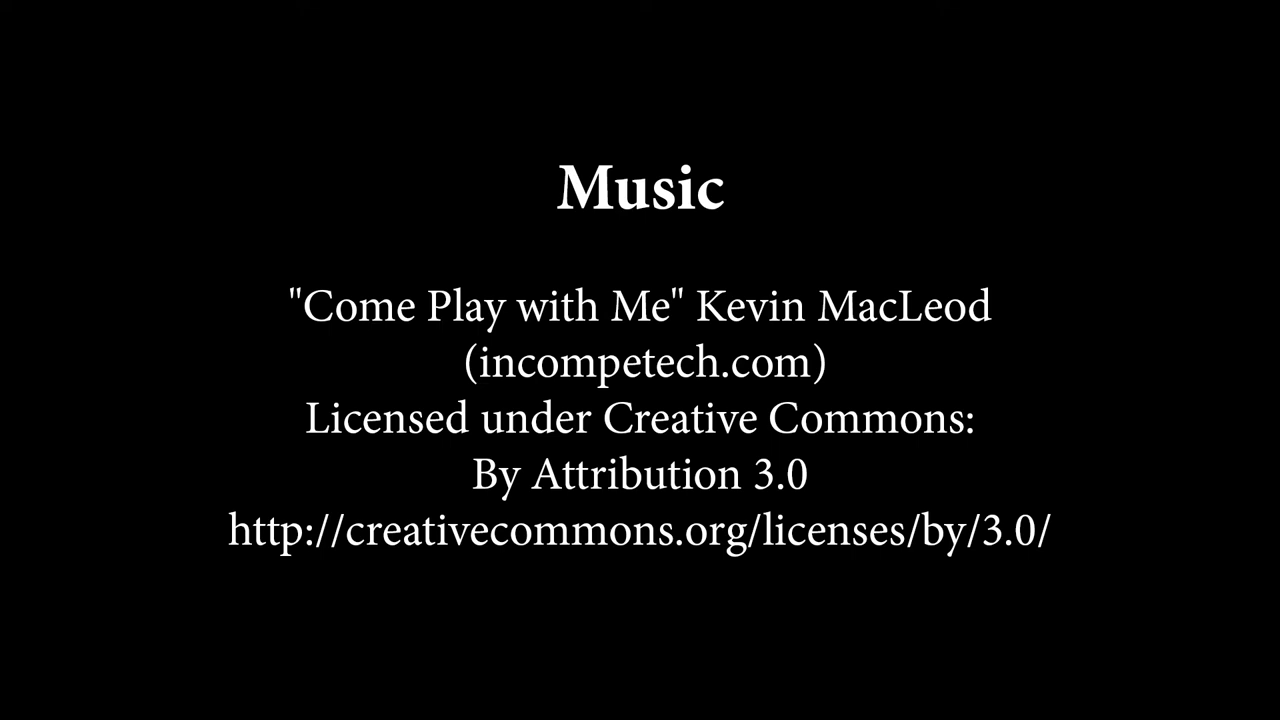 Music
"Come Play with Me" Kevin MacLeod
(incompetech.com)
Licensed under Creative Commons:
By Attribution 3.0
http://creativecommons.org/licenses/by/3.0/